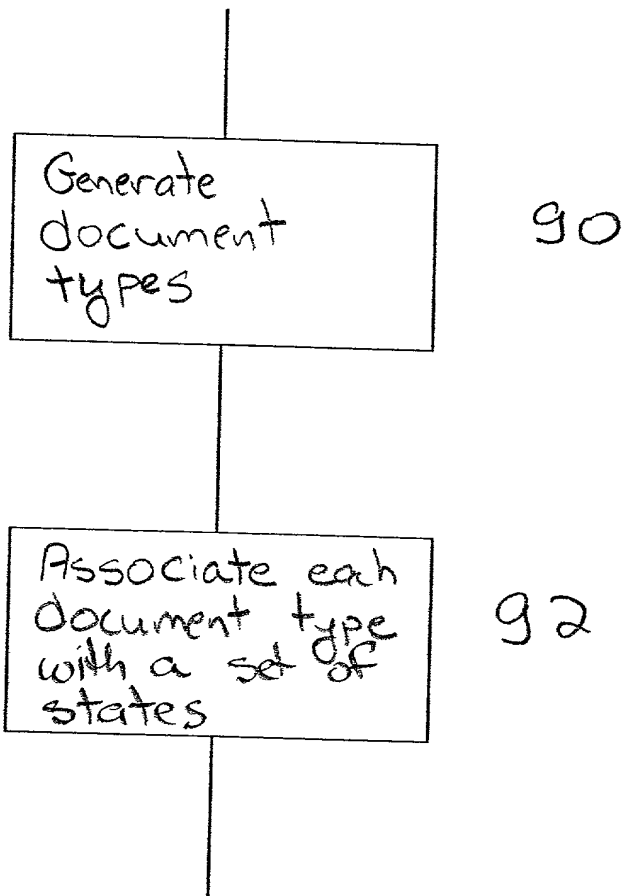 Generate
document
types
90
Associate each
document type
with a set of
states
92